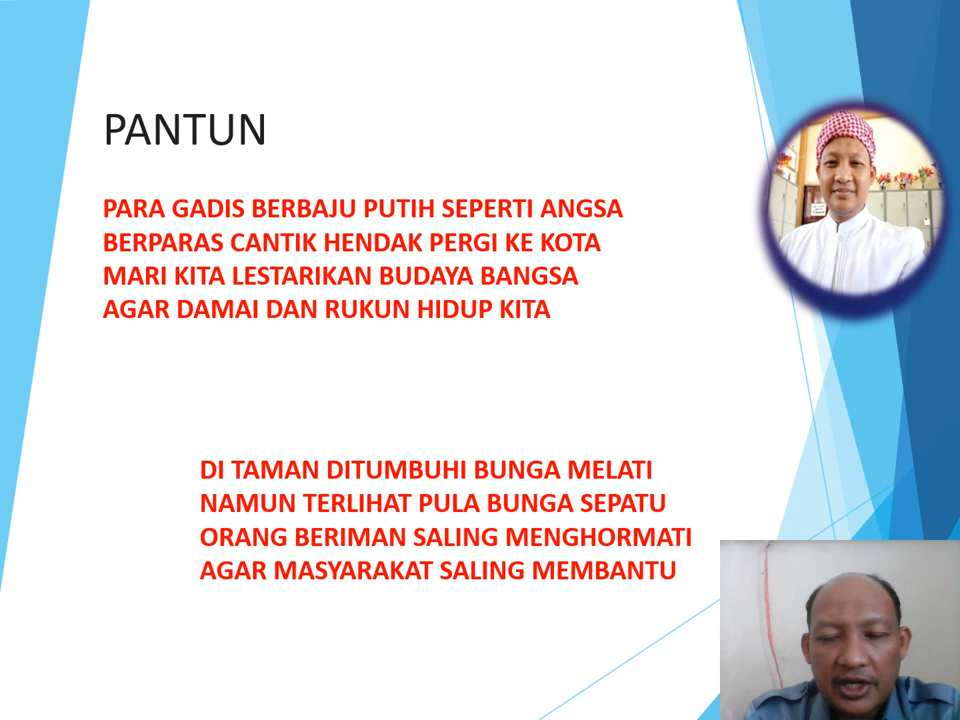 PANTUN
PARA GADIS BERBAJU PUTIH SEPERTI ANGSA
BERPARAS CANTIK HENDAK PERGI KE KOTA
MARI KITA LESTARIKAN BUDAYA BANGSA
AGAR DAMAI DAN RUKUN HIDUP KITA
DI TAMAN DITUMBUHI BUNGA MELATI
NAMUN TERLIHAT PULA BUNGA SEPATU
ORANG BERIMAN SALING MENGHORMATI
AGAR MASYARAKAT SALING MEMBANTU